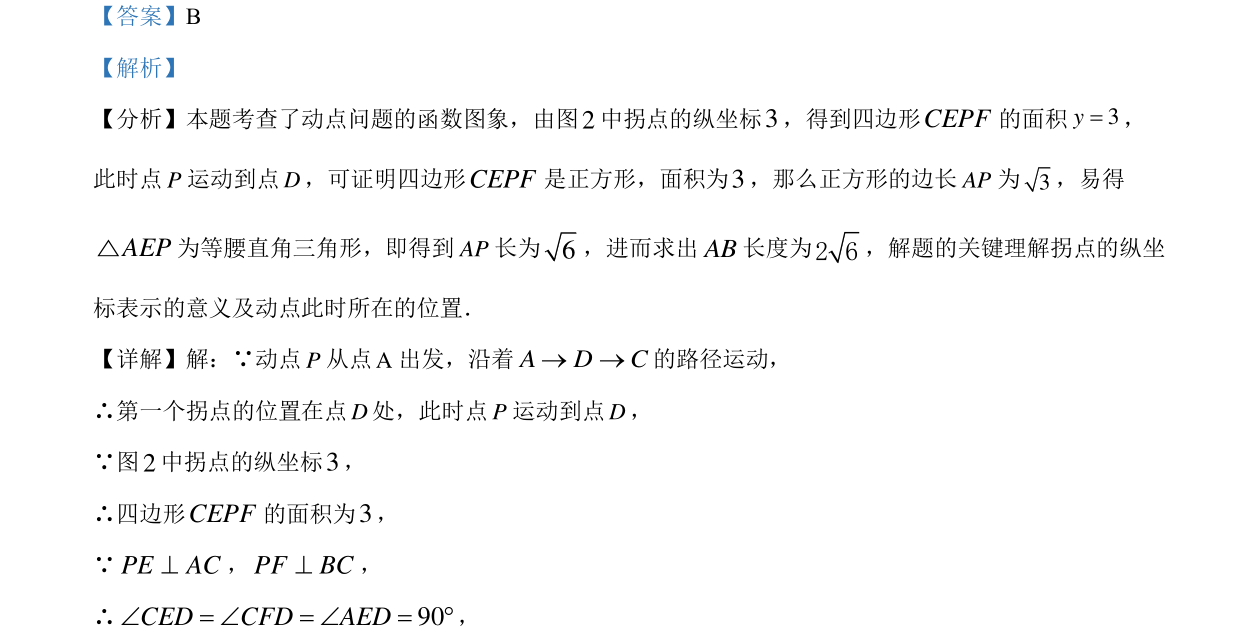 【答案】B
【解析】
【分析】本题考查了动点问题的函数图象，由图2中拐点的纵坐标3，得到四边形CEPF的面积y=3，
此时点P运动到点D，可证明四边形CEPF是正方形，面积为3，那么正方形的边长AP为√3，易得
△AEP为等腰直角三角形，即得到AP长为√6，进而求出AB长度为2√6，解题的关键理解拐点的纵坐
标表示的意义及动点此时所在的位置．
【详解】解：∵动点P从点A出发，沿着A→D→C的路径运动，
∴第一个拐点的位置在点D处，此时点P运动到点D，
∵图2中拐点的纵坐标3，
∴四边形CEPF的面积为3，
∵PE⊥AC，PF⊥BC，
∴∠CED=∠CFD=∠AED=90°，